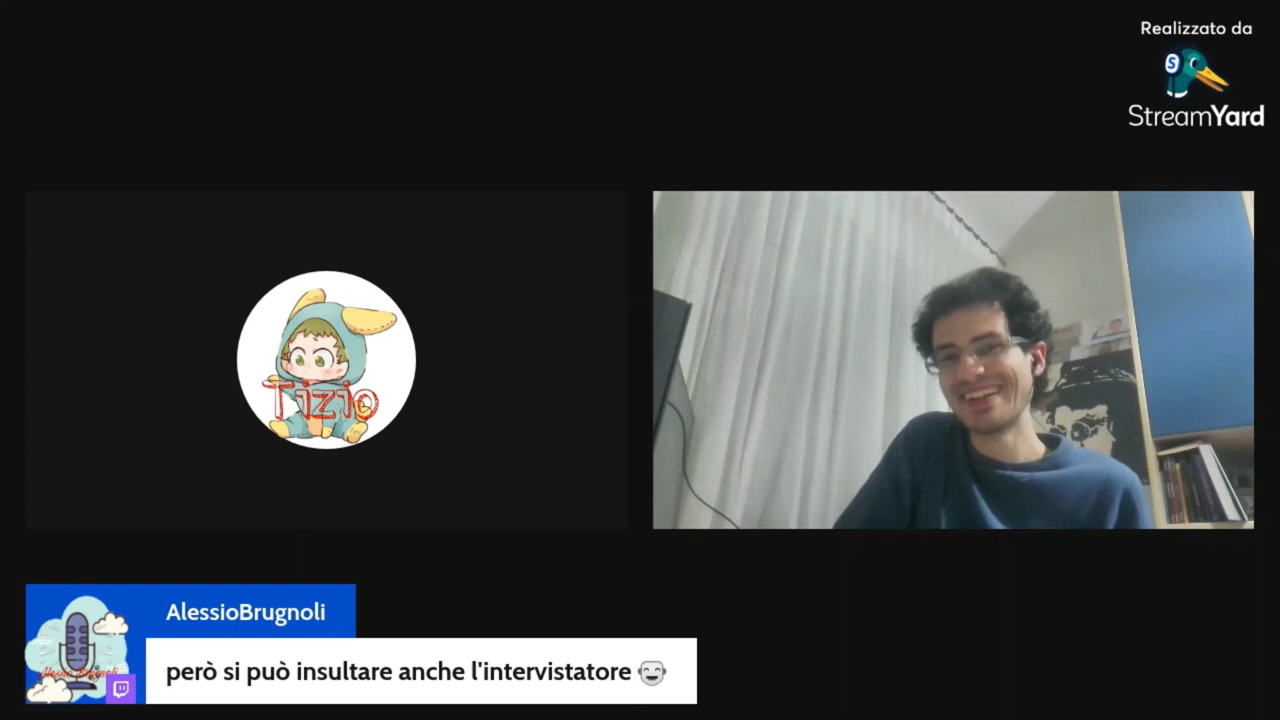 Realizzato da
StreamYard
Tizio
AlessioBrugnoli
però si può insultare anche l'intervistatore